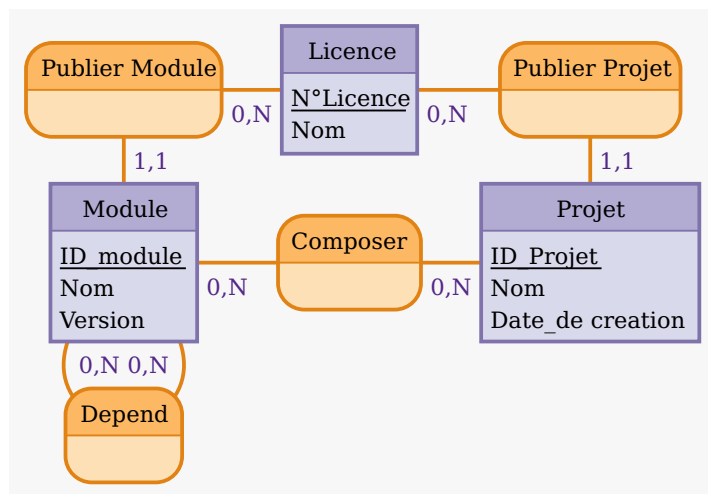 Publier Module
Licence
Publier Projet
N°Licence
Nom
0,N
0,N
1,1
1,1
Module
Projet
ID_module
Nom
Version
Composer
ID_Projet
Nom
Date_de creation
0,N
0,N
0,N 0,N
Depend